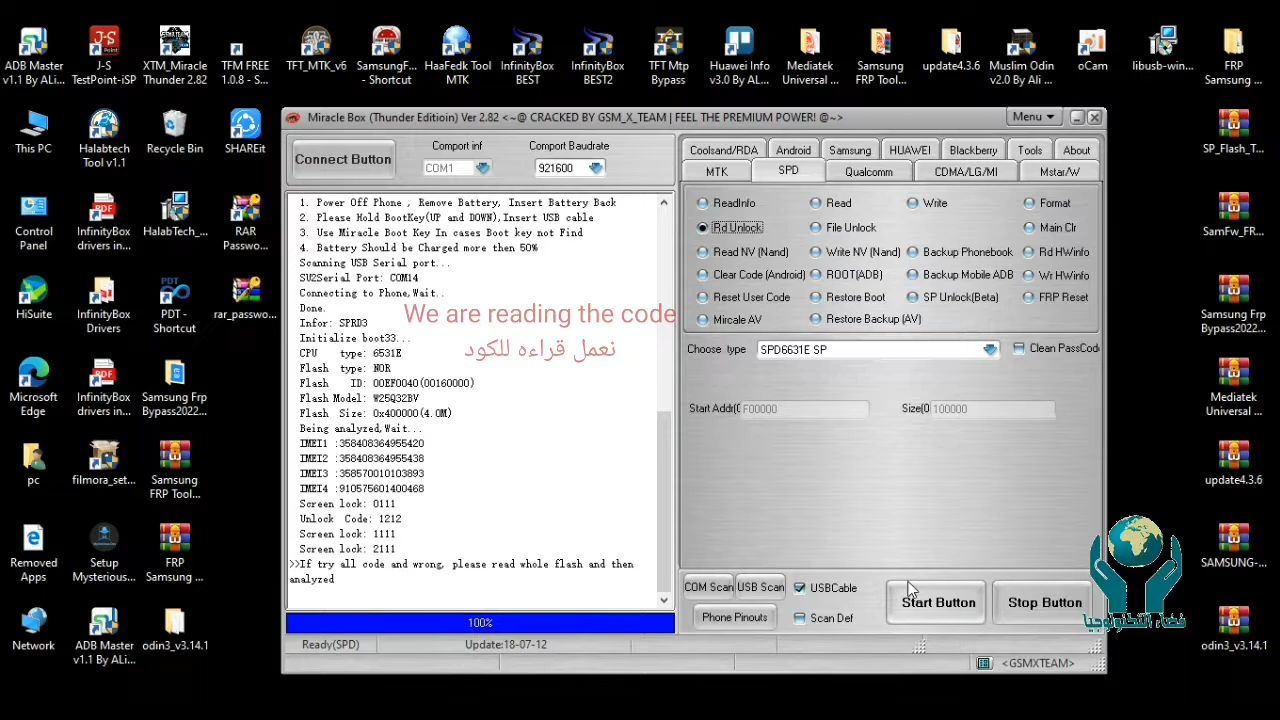 ADB Master
v1.1 By ALi...
J-S
TestPoint-iSP
XTM_Miracle
Thunder 2.82
TFM FREE
1.0.8 - S...
TFT_MTK_v6
SamsungF...
- Shortcut
HaaFedk Tool
MTK
InfinityBox
BEST
InfinityBox
BEST2
TFT Mtp
Bypass
Huawei Info
v3.0 By AL...
Mediatek
Universal ...
Samsung
FRP Tool...
update4.3.6
Muslim Odin
v2.0 By Ali ...
oCam
libusb-win...
FRP
Samsung ...
This PC
Halabtech
Tool v1.1
Recycle Bin
SHAREit
SP_Flash_T...
Control
Panel
InfinityBox
drivers in...
HalabTech_...
RAR
Passwo...
SamFw_FR...
HiSuite
InfinityBox
Drivers
PDT -
Shortcut
rar_passwo...
Samsung Frp
Bypass2022...
Microsoft
Edge
InfinityBox
drivers in...
Samsung Frp
Bypass2022...
Mediatek
Universal ...
pc
filmora_set...
Samsung
FRP Tool...
update4.3.6
Removed
Apps
Setup
Mysterious...
FRP
Samsung ...
SAMSUNG-...
Network
ADB Master
v1.1 By ALi...
odin3_v3.14.1
odin3_v3.14.1
Miracle Box (Thunder Editioin) Ver 2.82 <~@ CRACKED BY GSM_X_TEAM | FEEL THE PREMIUM POWER! @~>
Menu
Connect Button
Comport inf
COM1
Comport Baudrate
921600
1. Power Off Phone , Remove Battery, Insert Battery Back
2. Please Hold BootKey(UP and DOWN),Insert USB cable
3. Use Miracle Boot Key In cases Boot key not Find
4. Battery Should be Charged more then 50%
Scanning USB Serial port...
SU2Serial Port: COM14
Connecting to Phone,Wait..
Done.
Infor: SPRD3
Initialize boot33...
CPU type: 6531E
Flash type: NOR
Flash ID: 00EF0040(00160000)
Flash Model: W25Q32BV
Flash Size: 0x400000(4.0M)
Being analyzed,Wait...
IMEI1 :358408364955420
IMEI2 :358408364955438
IMEI3 :358570010103893
IMEI4 :910575601400468
Screen lock: 0111
Unlock Code: 1212
Screen lock: 1111
Screen lock: 2111
>>If try all code and wrong, please read whole flash and then
analyzed
We are reading the code
نعمل قراءه للكود
100%
Coolsand/RDA Android Samsung HUAWEI Blackberry Tools About
MTK SPD Qualcomm CDMA/LG/MI Mstar/W
ReadInfo Read Write Format
Rd Unlock File Unlock Main Clr
Read NV (Nand) Write NV (Nand) Backup Phonebook Rd HWinfo
Clear Code (Android) ROOT(ADB) Backup Mobile ADB Wr HWinfo
Reset User Code Restore Boot SP Unlock(Beta) FRP Reset
Mircale AV Restore Backup (AV)
Choose type SPD6631E SP Clean PassCod
Start Addr(0 F00000 Size(0 100000
COM Scan USB Scan USBCable
Start Button Stop Button
Phone Pinouts Scan Def
فضاء التكنولوجيا
Ready(SPD) Update:18-07-12
<GSMXTEAM>